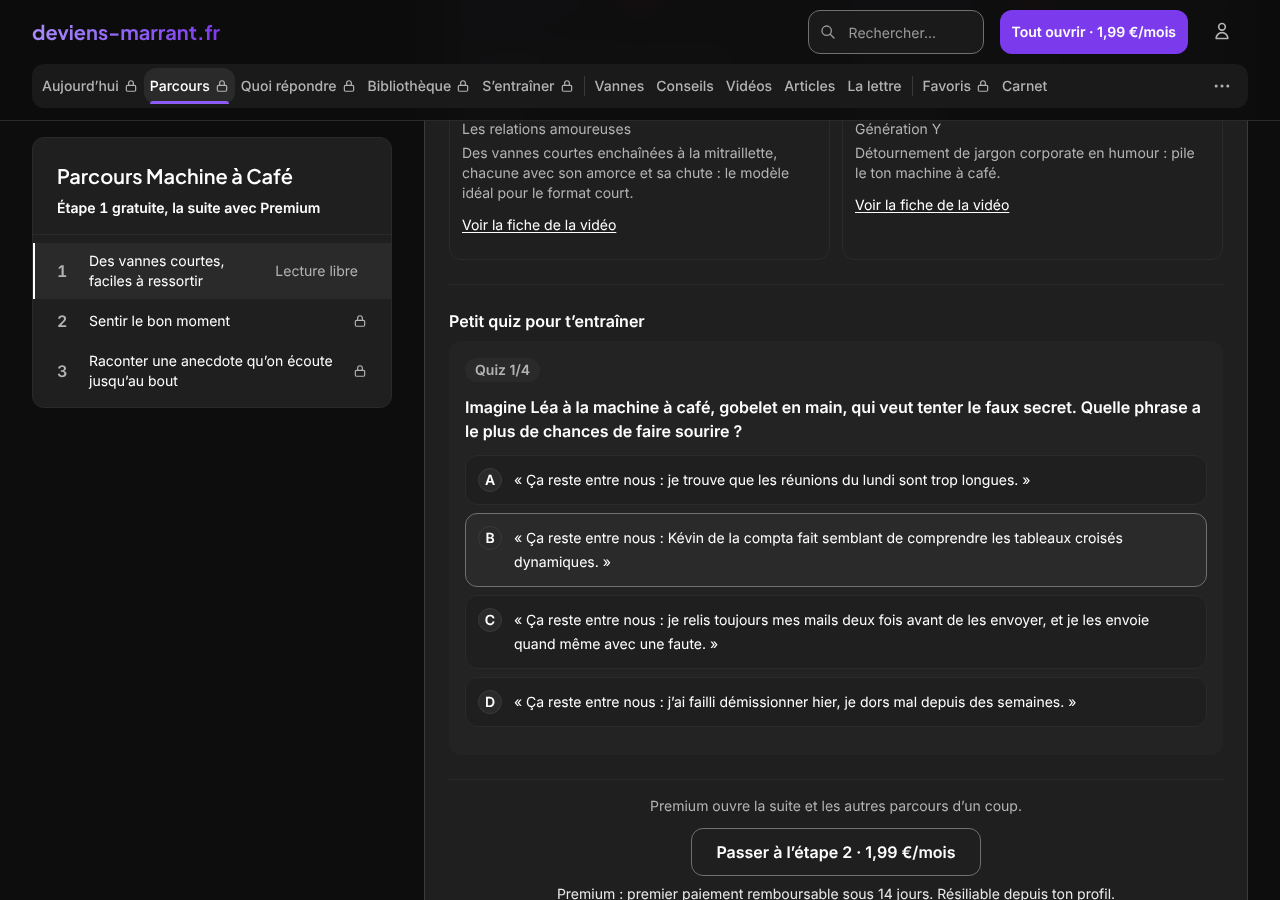 deviens-marrant.fr
Rechercher...
Tout ouvrir · 1,99 €/mois
Aujourd’hui
Parcours
Quoi répondre
Bibliothèque
S’entraîner
Vannes
Conseils
Vidéos
Articles
La lettre
Favoris
Carnet
Parcours Machine à Café
Étape 1 gratuite, la suite avec Premium
1
Des vannes courtes,
faciles à ressortir
Lecture libre
2
Sentir le bon moment
3
Raconter une anecdote qu’on écoute
jusqu’au bout
Les relations amoureuses
Des vannes courtes enchaînées à la mitraillette,
chacune avec son amorce et sa chute : le modèle
idéal pour le format court.
Voir la fiche de la vidéo
Génération Y
Détournement de jargon corporate en humour : pile
le ton machine à café.
Voir la fiche de la vidéo
Petit quiz pour t’entraîner
Quiz 1/4
Imagine Léa à la machine à café, gobelet en main, qui veut tenter le faux secret. Quelle phrase a
le plus de chances de faire sourire ?
A
« Ça reste entre nous : je trouve que les réunions du lundi sont trop longues. »
B
« Ça reste entre nous : Kévin de la compta fait semblant de comprendre les tableaux croisés
dynamiques. »
C
« Ça reste entre nous : je relis toujours mes mails deux fois avant de les envoyer, et je les envoie
quand même avec une faute. »
D
« Ça reste entre nous : j’ai failli démissionner hier, je dors mal depuis des semaines. »
Premium ouvre la suite et les autres parcours d’un coup.
Passer à l’étape 2 · 1,99 €/mois
Premium : premier paiement remboursable sous 14 jours. Résiliable depuis ton profil.